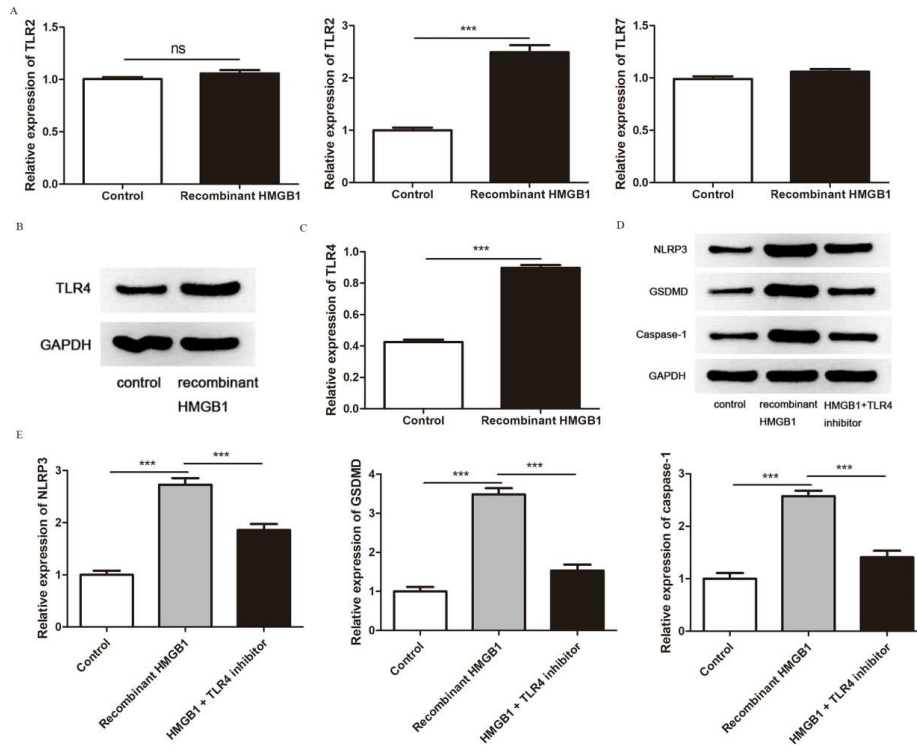 A
Relative expression of TLR2
1.5
1.0
0.5
0.0
ns
Control
Recombinant HMGB1
Relative expression of TLR2
3
2
1
0
***
Control
Recombinant HMGB1
Relative expression of TLR7
1.5
1.0
0.5
0.0
Control
Recombinant HMGB1
B
TLR4
GAPDH
control
recombinant
HMGB1
C
Relative expression of TLR4
1.0
0.8
0.6
0.4
0.2
0.0
***
Control
Recombinant HMGB1
D
NLRP3
GSDMD
Caspase-1
GAPDH
control
recombinant
HMGB1
HMGB1+TLR4
inhibitor
E
Relative expression of NLRP3
3
2
1
0
***
***
Control
Recombinant HMGB1
HMGB1 + TLR4 inhibitor
Relative expression of GSDMD
4
3
2
1
0
***
***
Control
Recombinant HMGB1
HMGB1 + TLR4 inhibitor
Relative expression of caspase-1
3
2
1
0
***
***
Control
Recombinant HMGB1
HMGB1 + TLR4 inhibitor